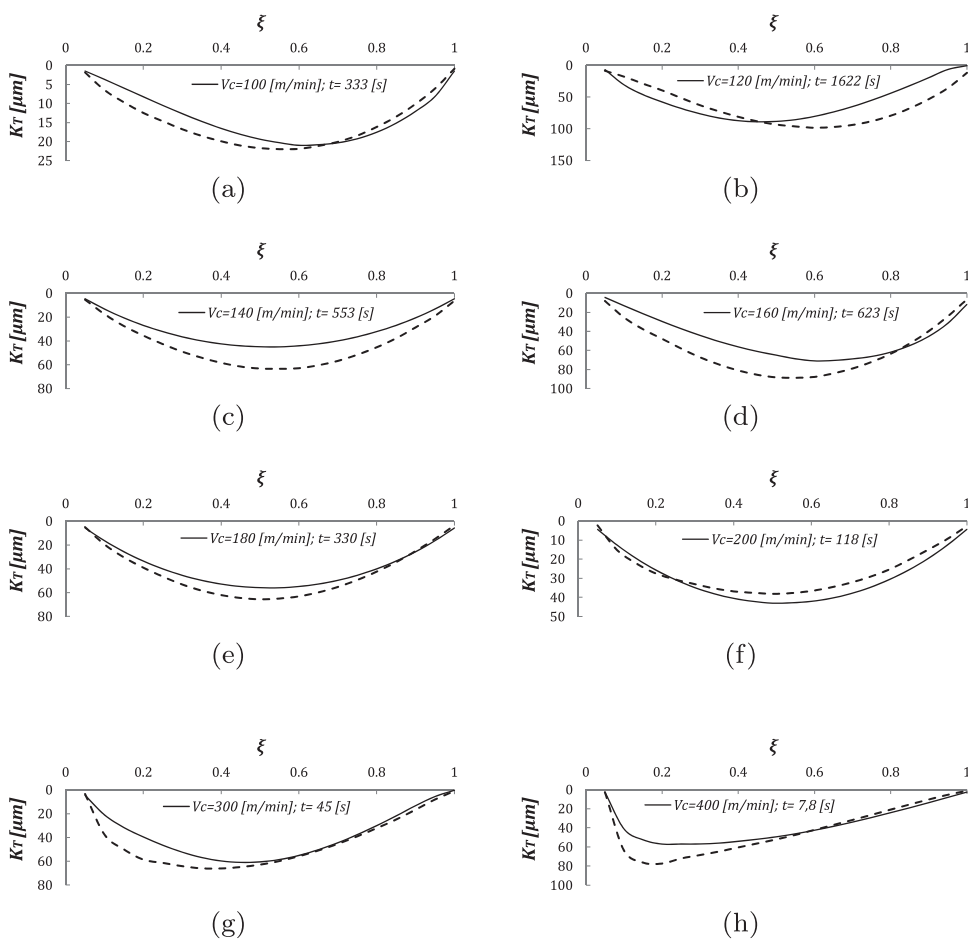 ξ
0 0.2 0.4 0.6 0.8 1
KT [μm]
0
5
10
15
20
25
Vc=100 [m/min]; t= 333 [s]
(a)
ξ
0 0.2 0.4 0.6 0.8 1
KT [μm]
0
50
100
150
Vc=120 [m/min]; t= 1622 [s]
(b)
ξ
0 0.2 0.4 0.6 0.8 1
KT [μm]
0
20
40
60
80
Vc=140 [m/min]; t= 553 [s]
(c)
ξ
0 0.2 0.4 0.6 0.8 1
KT [μm]
0
20
40
60
80
100
Vc=160 [m/min]; t= 623 [s]
(d)
ξ
0 0.2 0.4 0.6 0.8 1
KT [μm]
0
20
40
60
80
Vc=180 [m/min]; t= 330 [s]
(e)
ξ
0 0.2 0.4 0.6 0.8 1
KT [μm]
0
10
20
30
40
50
Vc=200 [m/min]; t= 118 [s]
(f)
ξ
0 0.2 0.4 0.6 0.8 1
KT [μm]
0
20
40
60
80
Vc=300 [m/min]; t= 45 [s]
(g)
ξ
0 0.2 0.4 0.6 0.8 1
KT [μm]
0
20
40
60
80
100
Vc=400 [m/min]; t= 7,8 [s]
(h)